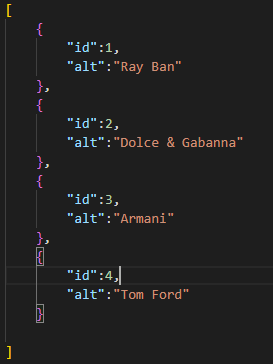 [
{
"id":1,
"alt":"Ray Ban"
},
{
"id":2,
"alt":"Dolce & Gabanna"
},
{
"id":3,
"alt":"Armani"
},
{
"id":4,
"alt":"Tom Ford"
}
]